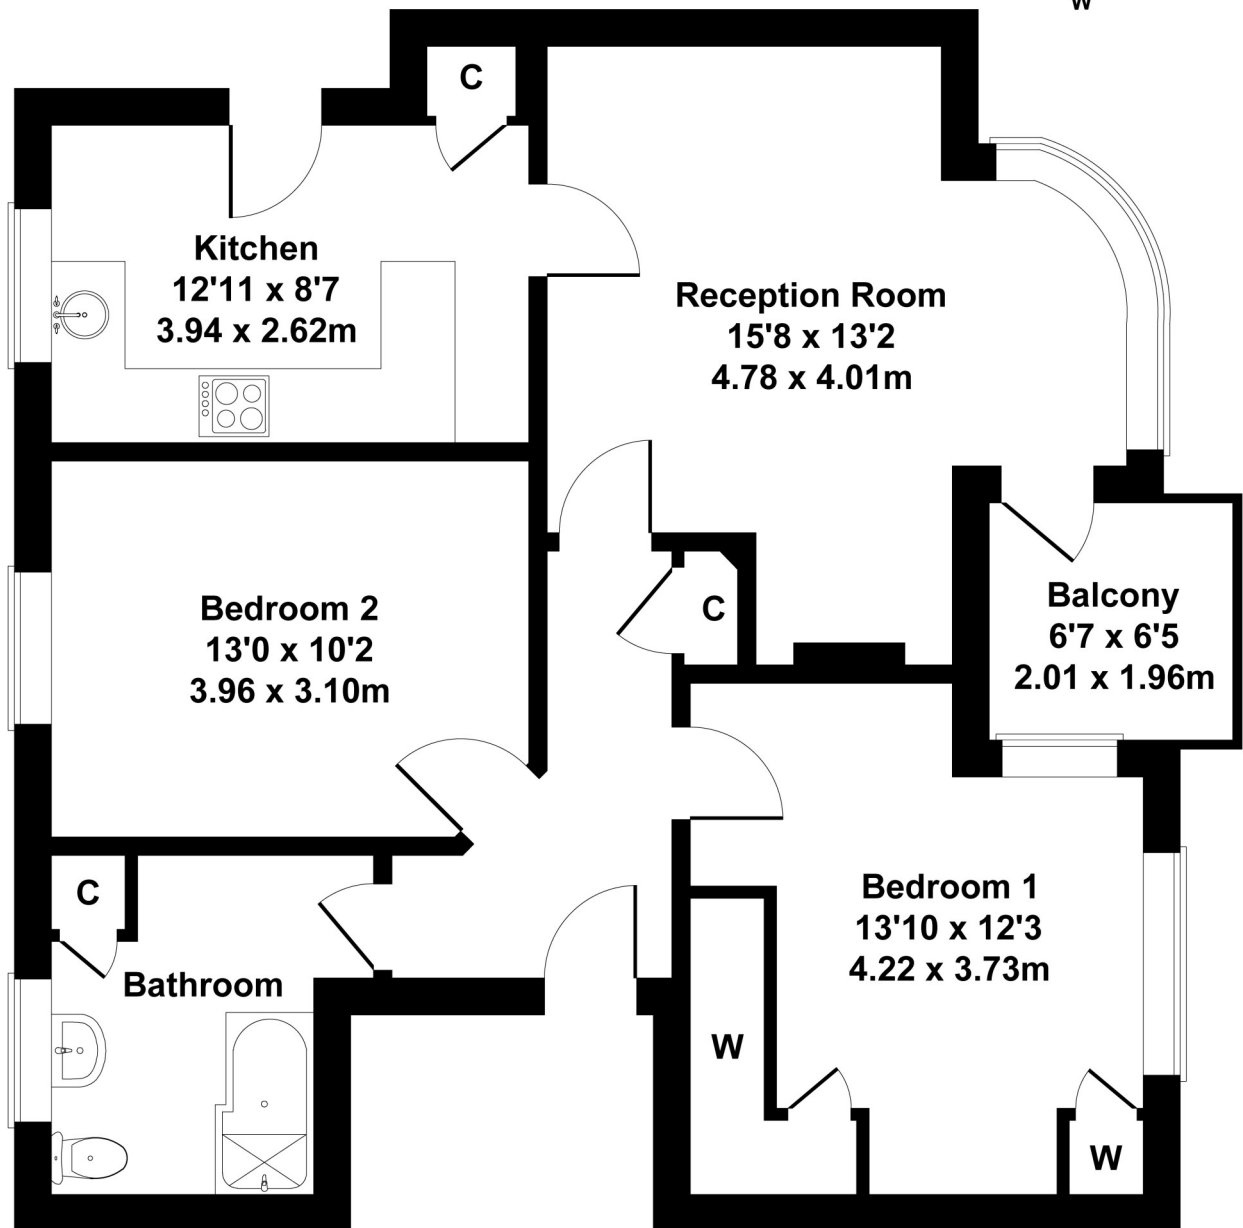 W
C
Kitchen
12'11 x 8'7
3.94 x 2.62m
Reception Room
15'8 x 13'2
4.78 x 4.01m
Bedroom 2
13'0 x 10'2
3.96 x 3.10m
C
Balcony
6'7 x 6'5
2.01 x 1.96m
C
Bathroom
Bedroom 1
13'10 x 12'3
4.22 x 3.73m
W
W